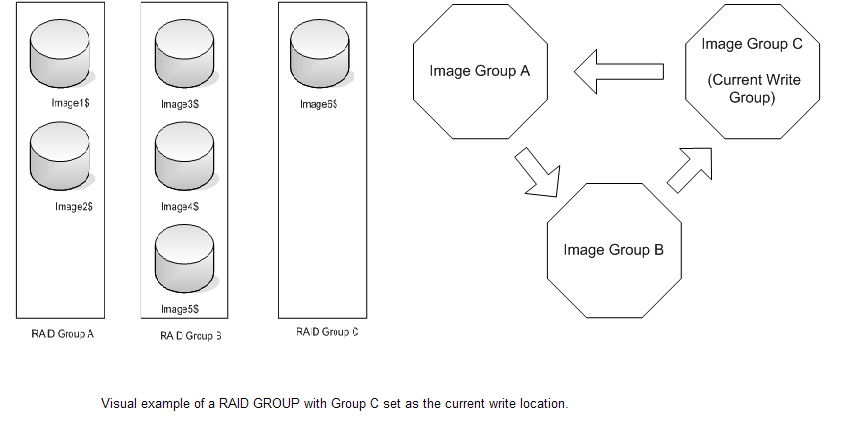 Image1$
Image2$
RAID Group A
Image3$
Image4$
Image5$
RAID Group B
Image6$
RAID Group C
Image Group A
Image Group C
(Current Write
Group)
Image Group B
Visual example of a RAID GROUP with Group C set as the current write location.